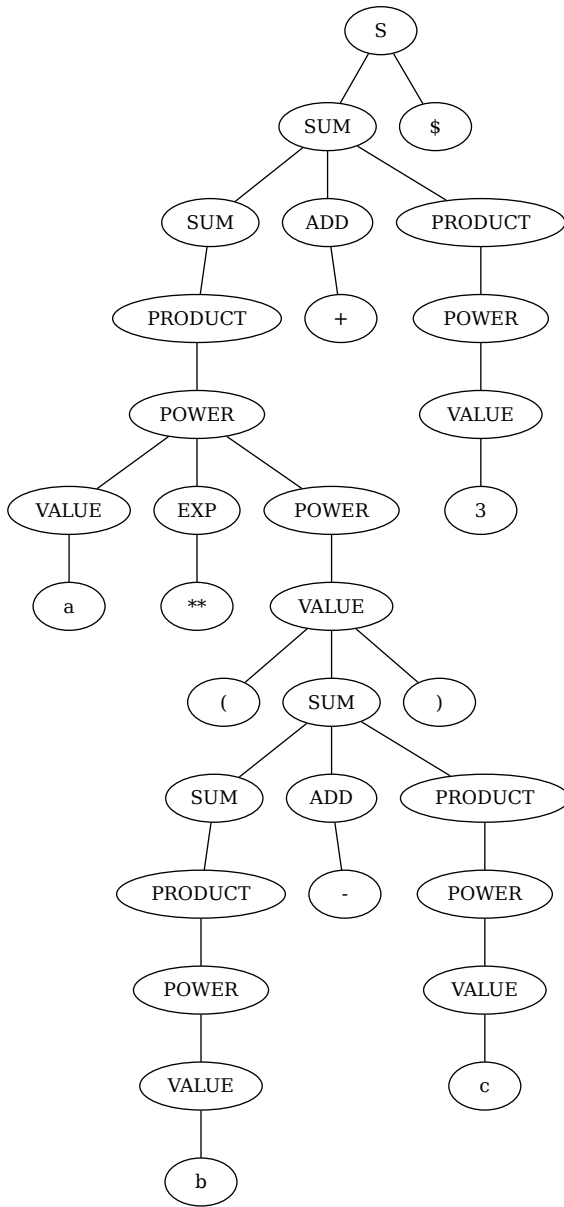 S
SUM $
SUM ADD PRODUCT
PRODUCT + POWER
POWER VALUE
VALUE EXP POWER 3
a ** VALUE
( SUM )
SUM ADD PRODUCT
PRODUCT - POWER
POWER VALUE
VALUE c
b